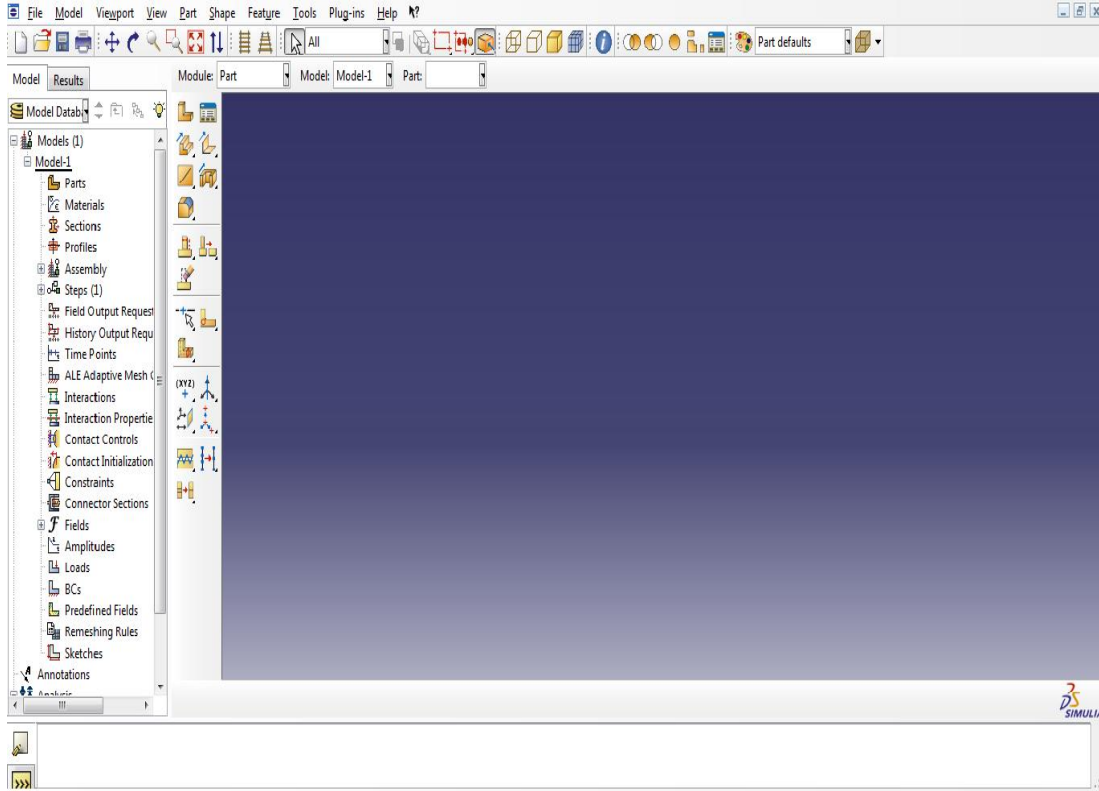 File Model Viewport View Part Shape Feature Tools Plug-ins Help
All Part defaults
Model Results Module: Part Model: Model-1 Part:
Model Datab
Models (1)
Model-1
Parts
Materials
Sections
Profiles
Assembly
Steps (1)
Field Output Request
History Output Requ
Time Points
ALE Adaptive Mesh
Interactions
Interaction Propertie
Contact Controls
Contact Initialization
Constraints
Connector Sections
Fields
Amplitudes
Loads
BCs
Predefined Fields
Remeshing Rules
Sketches
Annotations
Analysis
(XYZ)
SIMULIA
>>>